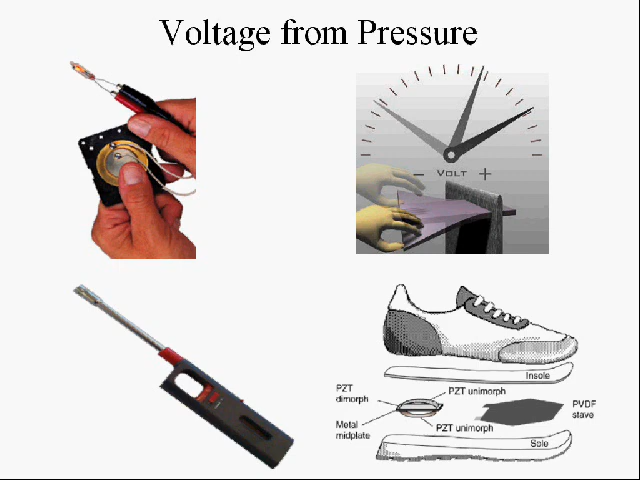 Voltage from Pressure
− VOLT +
Insole
PZT
dimorph
PZT unimorph
PVDF
stave
Metal
midplate
PZT unimorph
Sole